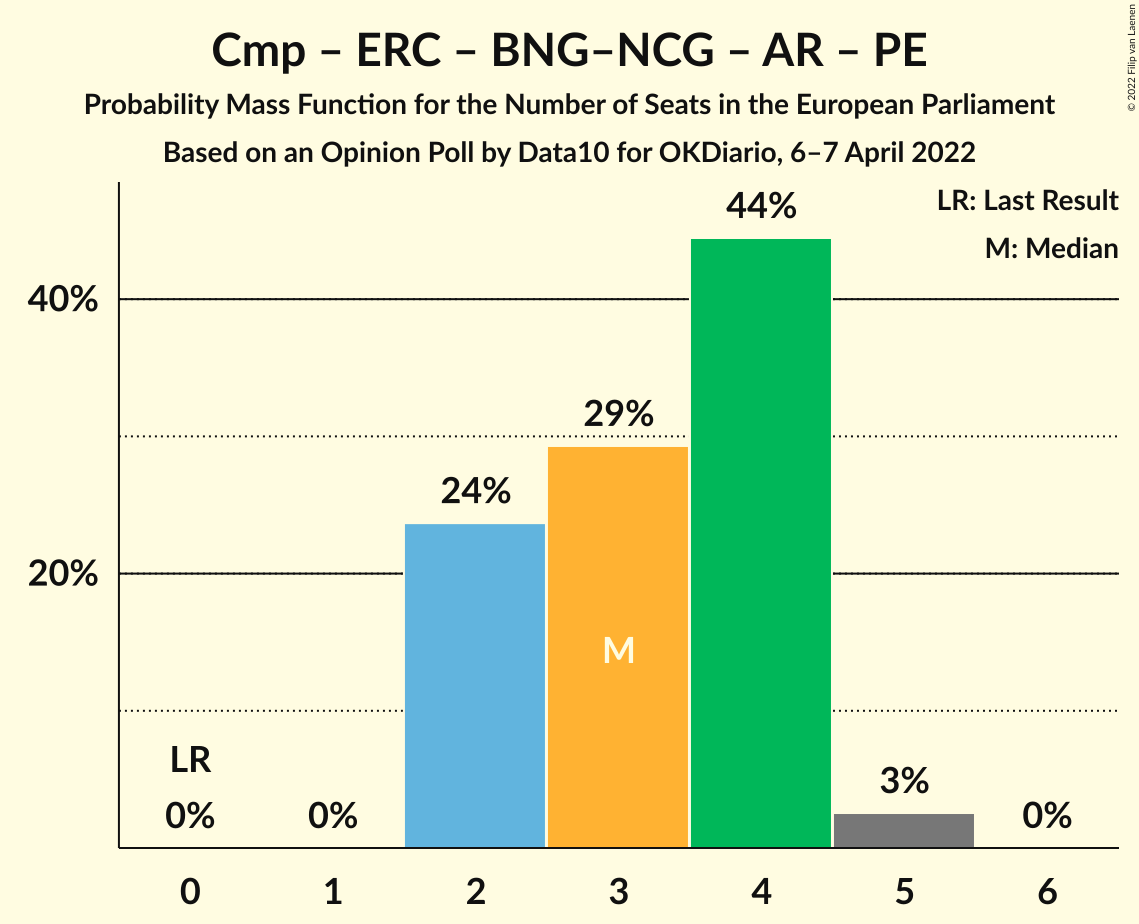 Cmp – ERC – BNG–NCG – AR – PE
Probability Mass Function for the Number of Seats in the European Parliament
Based on an Opinion Poll by Data10 for OKDiario, 6–7 April 2022
© 2022 Filip van Laenen
LR: Last Result
M: Median
44%
40%
29%
24%
20%
M
LR
0%
0%
3%
0%
0
1
2
3
4
5
6